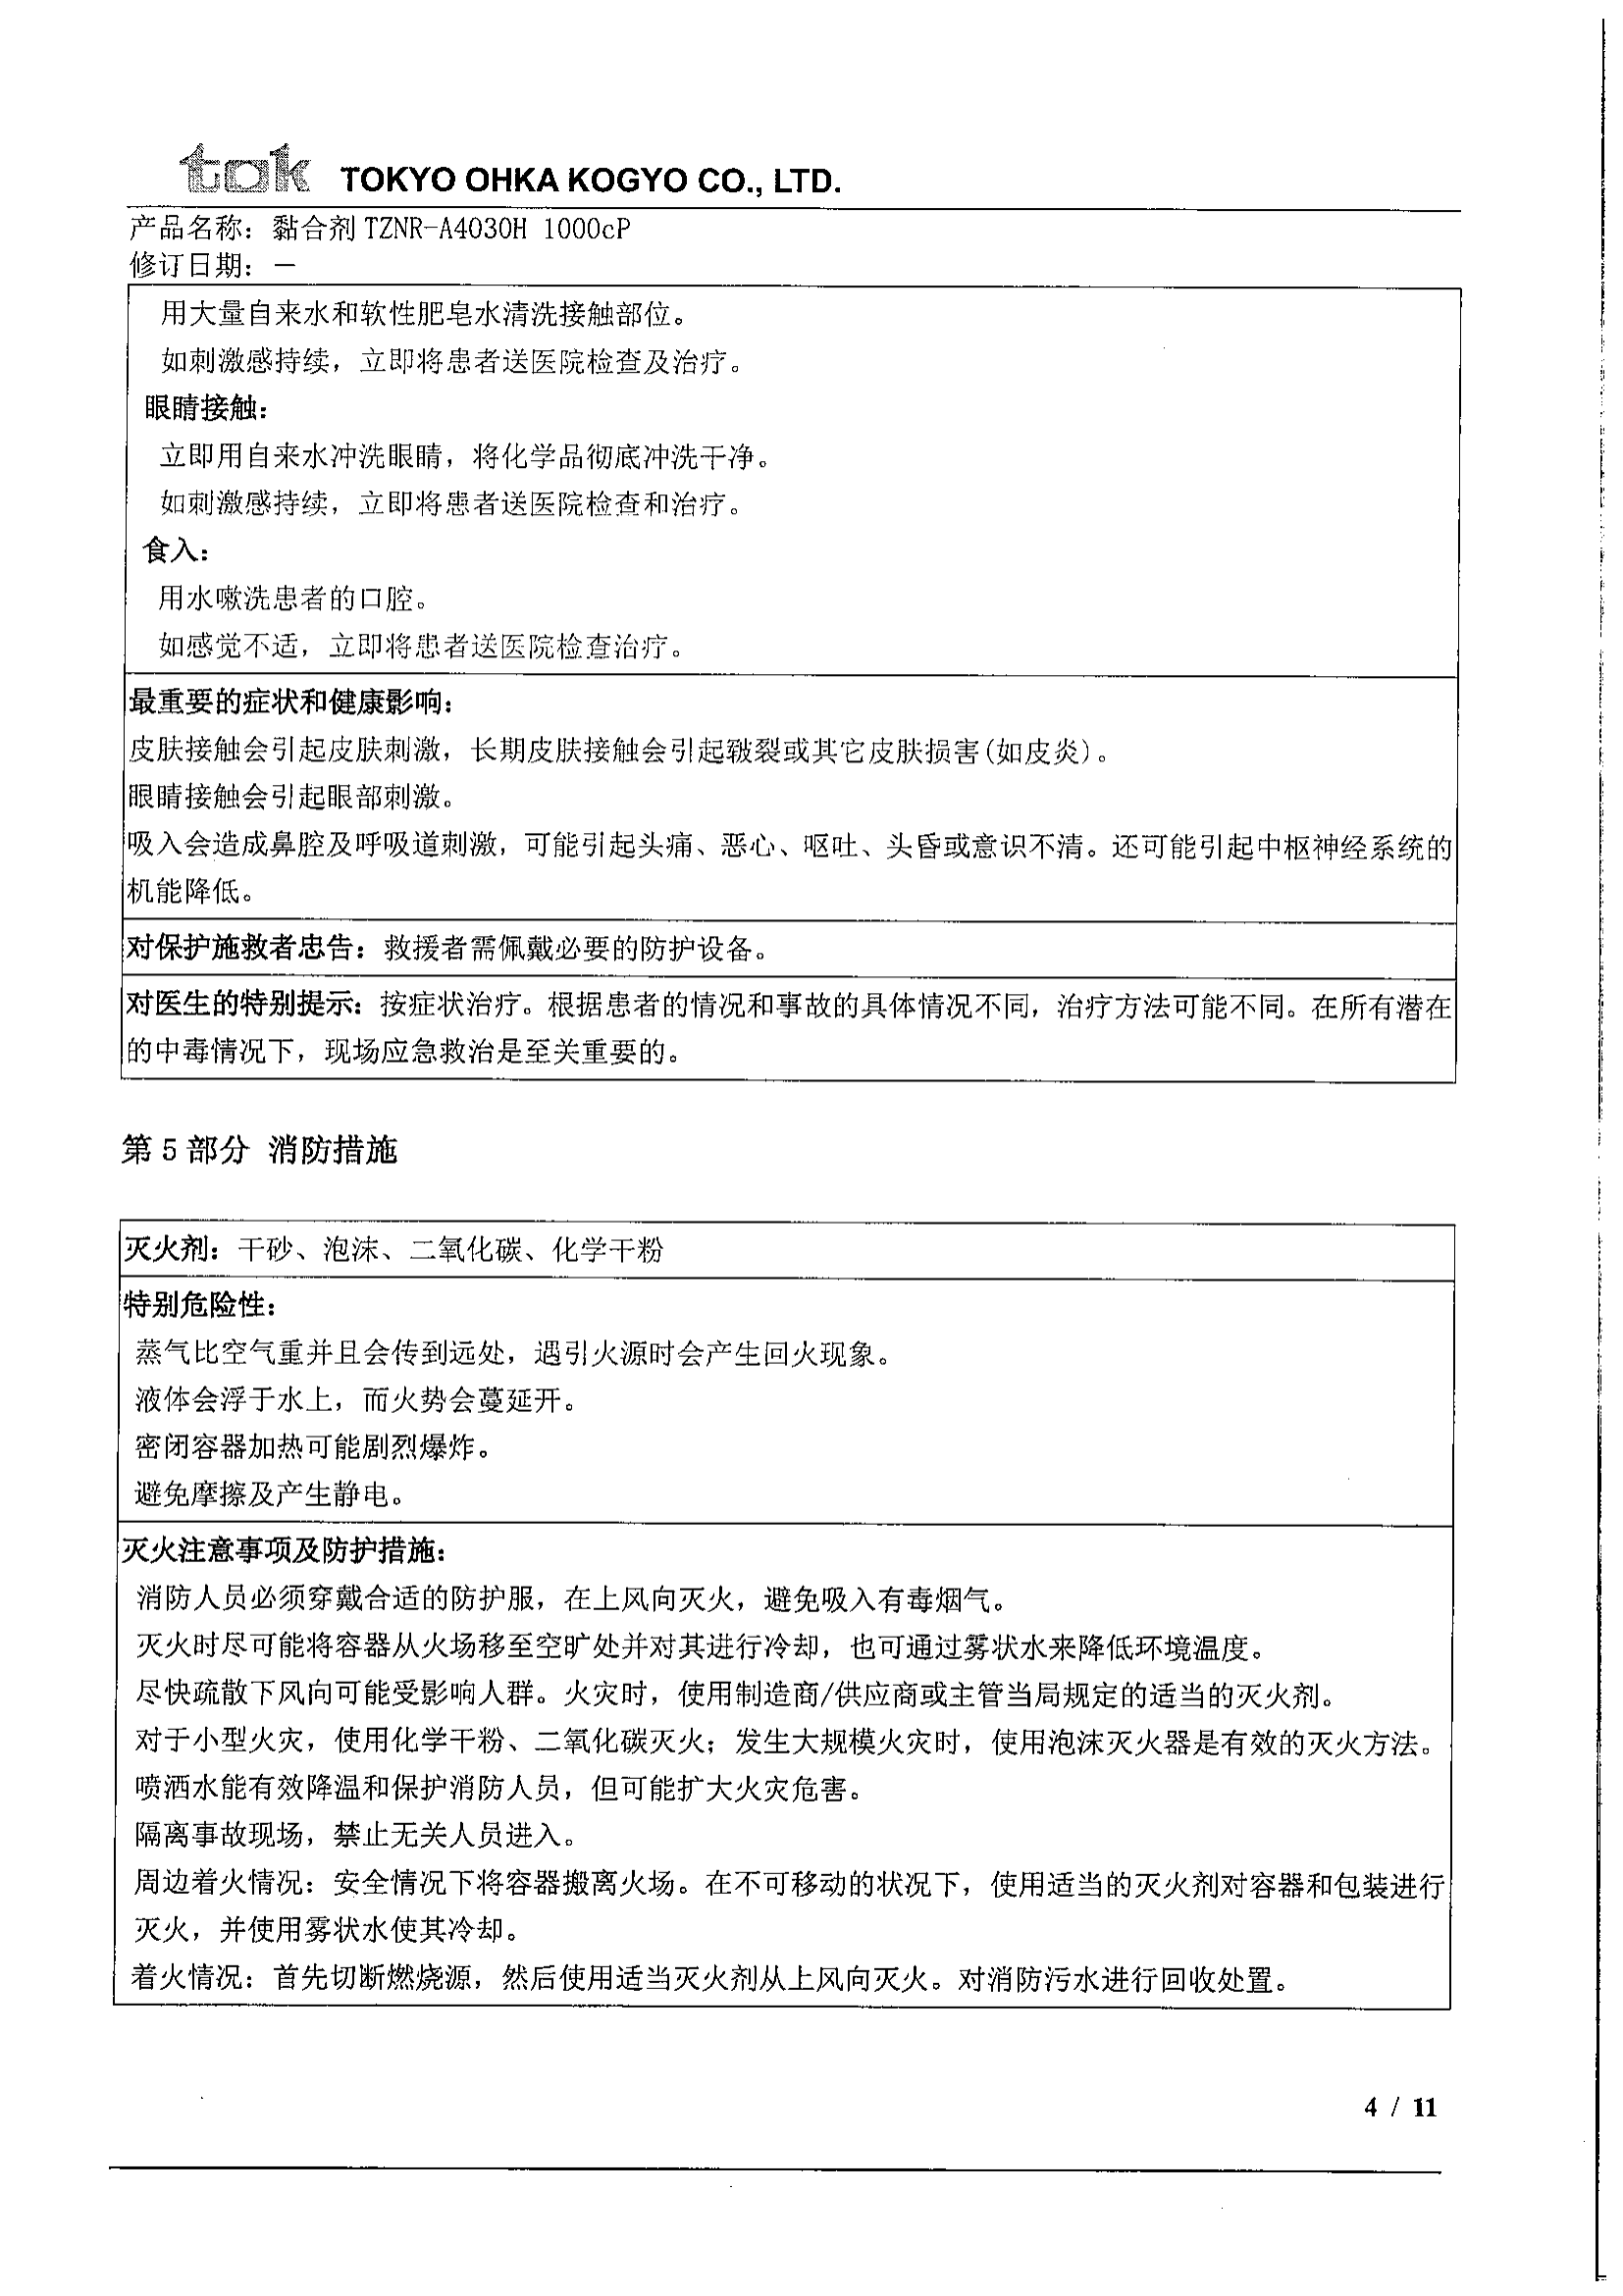 tok TOKYO OHKA KOGYO CO., LTD.
产品名称：黏合剂 TZNR-A4030H 1000cP
修订日期：—
用大量自来水和软性肥皂水清洗接触部位。
如刺激感持续，立即将患者送医院检查及治疗。
眼睛接触：
立即用自来水冲洗眼睛，将化学品彻底冲洗干净。
如刺激感持续，立即将患者送医院检查和治疗。
食入：
用水嗽洗患者的口腔。
如感觉不适，立即将患者送医院检查治疗。
最重要的症状和健康影响：
皮肤接触会引起皮肤刺激，长期皮肤接触会引起皲裂或其它皮肤损害(如皮炎)。
眼睛接触会引起眼部刺激。
吸入会造成鼻腔及呼吸道刺激，可能引起头痛、恶心、呕吐、头昏或意识不清。还可能引起中枢神经系统的
机能降低。
对保护施救者忠告：救援者需佩戴必要的防护设备。
对医生的特别提示：按症状治疗。根据患者的情况和事故的具体情况不同，治疗方法可能不同。在所有潜在
的中毒情况下，现场应急救治是至关重要的。
第 5 部分 消防措施
灭火剂：干砂、泡沫、二氧化碳、化学干粉
特别危险性：
蒸气比空气重并且会传到远处，遇引火源时会产生回火现象。
液体会浮于水上，而火势会蔓延开。
密闭容器加热可能剧烈爆炸。
避免摩擦及产生静电。
灭火注意事项及防护措施：
消防人员必须穿戴合适的防护服，在上风向灭火，避免吸入有毒烟气。
灭火时尽可能将容器从火场移至空旷处并对其进行冷却，也可通过雾状水来降低环境温度。
尽快疏散下风向可能受影响人群。火灾时，使用制造商/供应商或主管当局规定的适当的灭火剂。
对于小型火灾，使用化学干粉、二氧化碳灭火；发生大规模火灾时，使用泡沫灭火器是有效的灭火方法。
喷洒水能有效降温和保护消防人员，但可能扩大火灾危害。
隔离事故现场，禁止无关人员进入。
周边着火情况：安全情况下将容器搬离火场。在不可移动的状况下，使用适当的灭火剂对容器和包装进行
灭火，并使用雾状水使其冷却。
着火情况：首先切断燃烧源，然后使用适当灭火剂从上风向灭火。对消防污水进行回收处置。
4 / 11